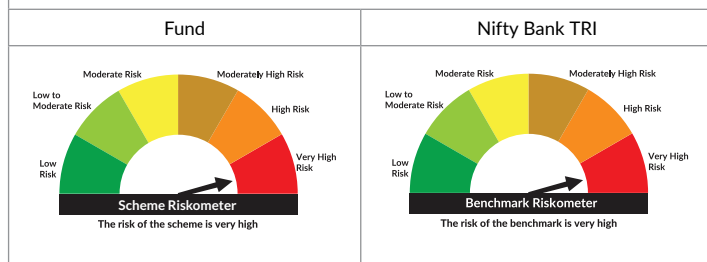 Fund
Moderate Risk
Moderately High Risk
Low to
Moderate Risk
High Risk
Low
Risk
Very High
Risk
Scheme Riskometer
The risk of the scheme is very high
Nifty Bank TRI
Moderate Risk
Moderately High Risk
Low to
Moderate Risk
High Risk
Low
Risk
Very High
Risk
Benchmark Riskometer
The risk of the benchmark is very high